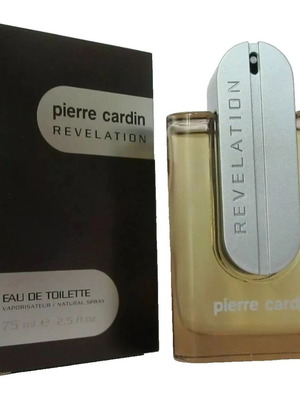 pierre cardin
REVELATION
EAU DE TOILETTE
VAPORISATEUR / NATURAL SPRAY
75 ml e 2.5 fl.oz
REVELATION
pierre cardin